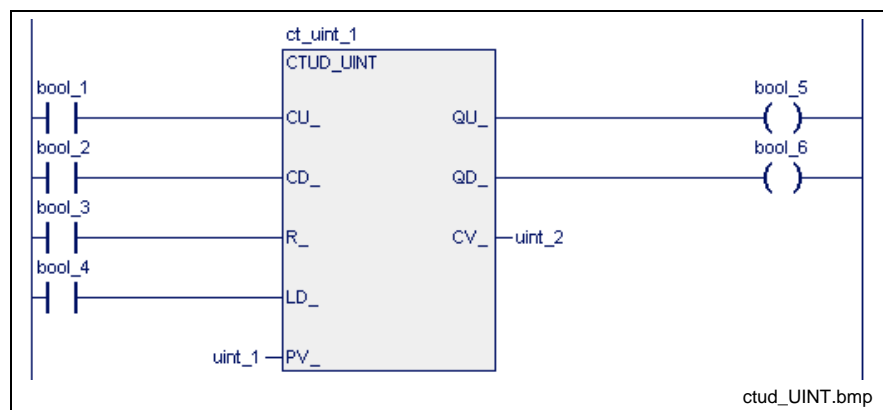 ct_uint_1
CTUD_UINT
bool_1
bool_5
CU_
QU_
bool_2
bool_6
CD_
QD_
bool_3
R_
CV_
uint_2
bool_4
LD_
uint_1
PV_
ctud_UINT.bmp